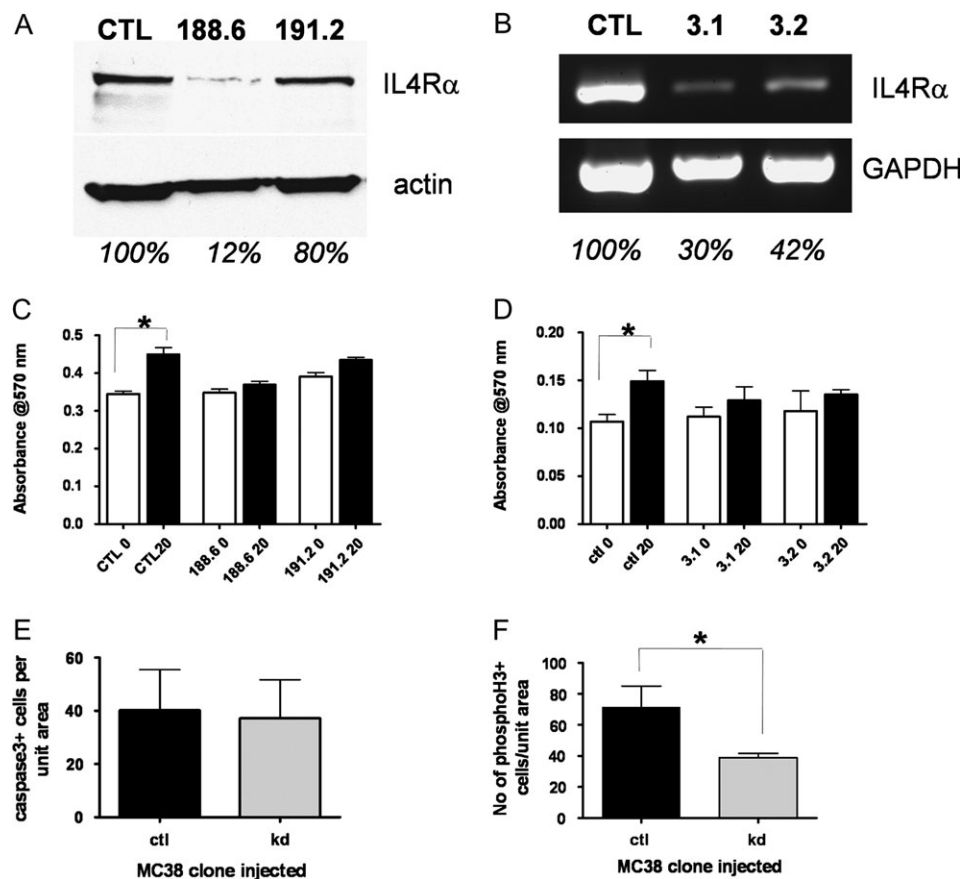 A
CTL 188.6 191.2
IL4Rα
actin
100% 12% 80%
B
CTL 3.1 3.2
IL4Rα
GAPDH
100% 30% 42%
C
*
Absorbance @570 nm
0.5
0.4
0.3
0.2
0.1
0.0
CTL 0
CTL20
188.6 0
188.6 20
191.2 0
191.2 20
D
*
Absorbance @570 nm
0.20
0.15
0.10
0.05
0.00
ctl 0
ctl 20
3.1 0
3.1 20
3.2 0
3.2 20
E
caspase3+ cells per
unit area
60
40
20
0
ctl kd
MC38 clone injected
F
*
No of phosphoH3+
cells/unit area
100
80
60
40
20
0
ctl kd
MC38 clone injected